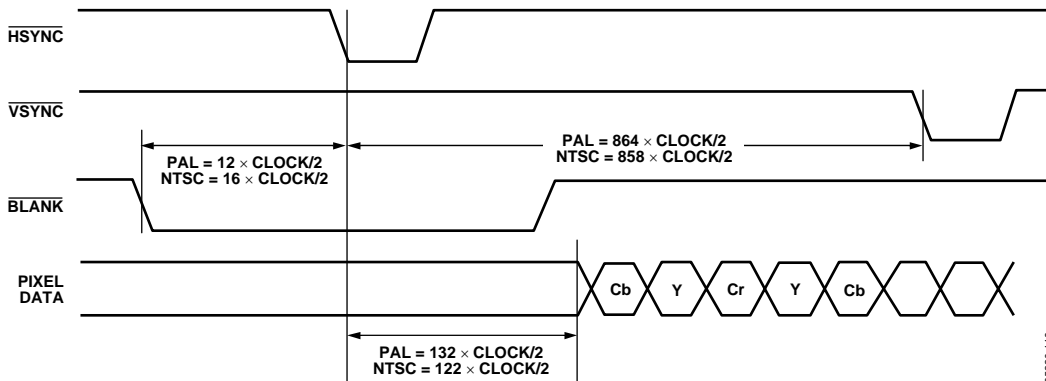 HSYNC
VSYNC
PAL = 864 × CLOCK/2
NTSC = 858 × CLOCK/2
PAL = 12 × CLOCK/2
NTSC = 16 × CLOCK/2
BLANK
PIXEL
DATA
Cb Y Cr Y Cb
PAL = 132 × CLOCK/2
NTSC = 122 × CLOCK/2